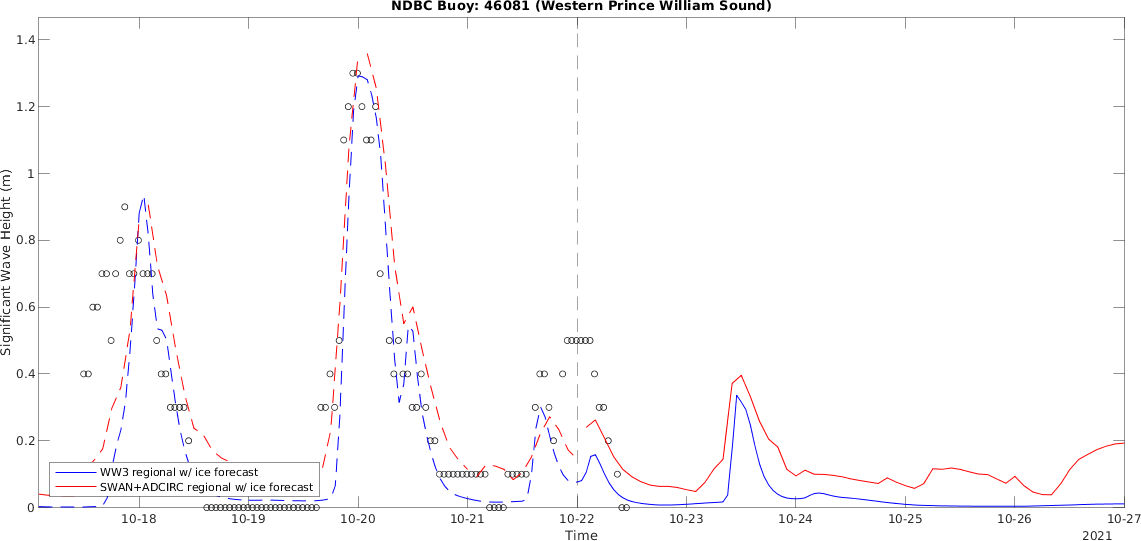 NDBC Buoy: 46081 (Western Prince William Sound)
Significant Wave Height (m)
1.4
1.2
1
0.8
0.6
0.4
0.2
0
WW3 regional w/ ice forecast
SWAN+ADCIRC regional w/ ice forecast
10-18 10-19 10-20 10-21 10-22 10-23 10-24 10-25 10-26 10-27
Time
2021